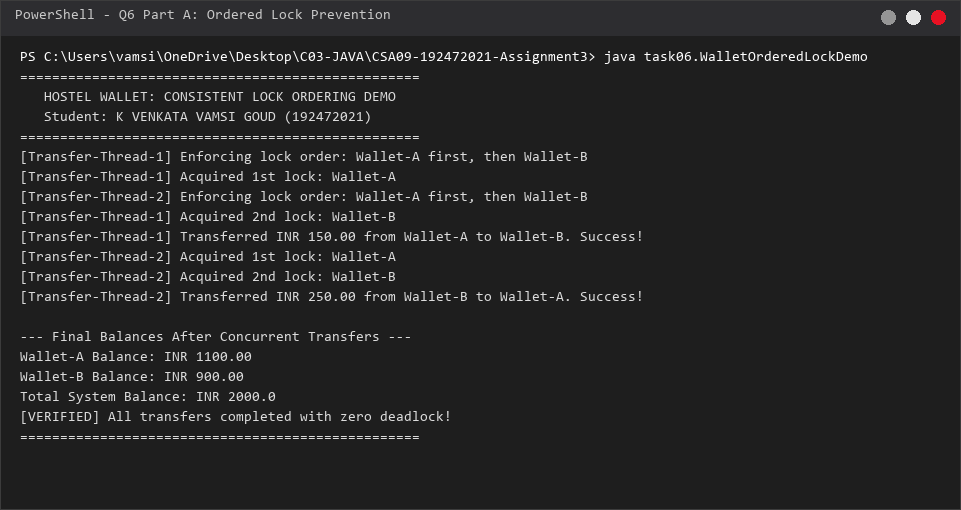 PowerShell - Q6 Part A: Ordered Lock Prevention
PS C:\Users\vamsi\OneDrive\Desktop\C03-JAVA\CSA09-192472021-Assignment3> java task06.WalletOrderedLockDemo
==================================================
   HOSTEL WALLET: CONSISTENT LOCK ORDERING DEMO
   Student: K VENKATA VAMSI GOUD (192472021)
==================================================
[Transfer-Thread-1] Enforcing lock order: Wallet-A first, then Wallet-B
[Transfer-Thread-1] Acquired 1st lock: Wallet-A
[Transfer-Thread-2] Enforcing lock order: Wallet-A first, then Wallet-B
[Transfer-Thread-1] Acquired 2nd lock: Wallet-B
[Transfer-Thread-1] Transferred INR 150.00 from Wallet-A to Wallet-B. Success!
[Transfer-Thread-2] Acquired 1st lock: Wallet-A
[Transfer-Thread-2] Acquired 2nd lock: Wallet-B
[Transfer-Thread-2] Transferred INR 250.00 from Wallet-B to Wallet-A. Success!

--- Final Balances After Concurrent Transfers ---
Wallet-A Balance: INR 1100.00
Wallet-B Balance: INR 900.00
Total System Balance: INR 2000.0
[VERIFIED] All transfers completed with zero deadlock!
==================================================